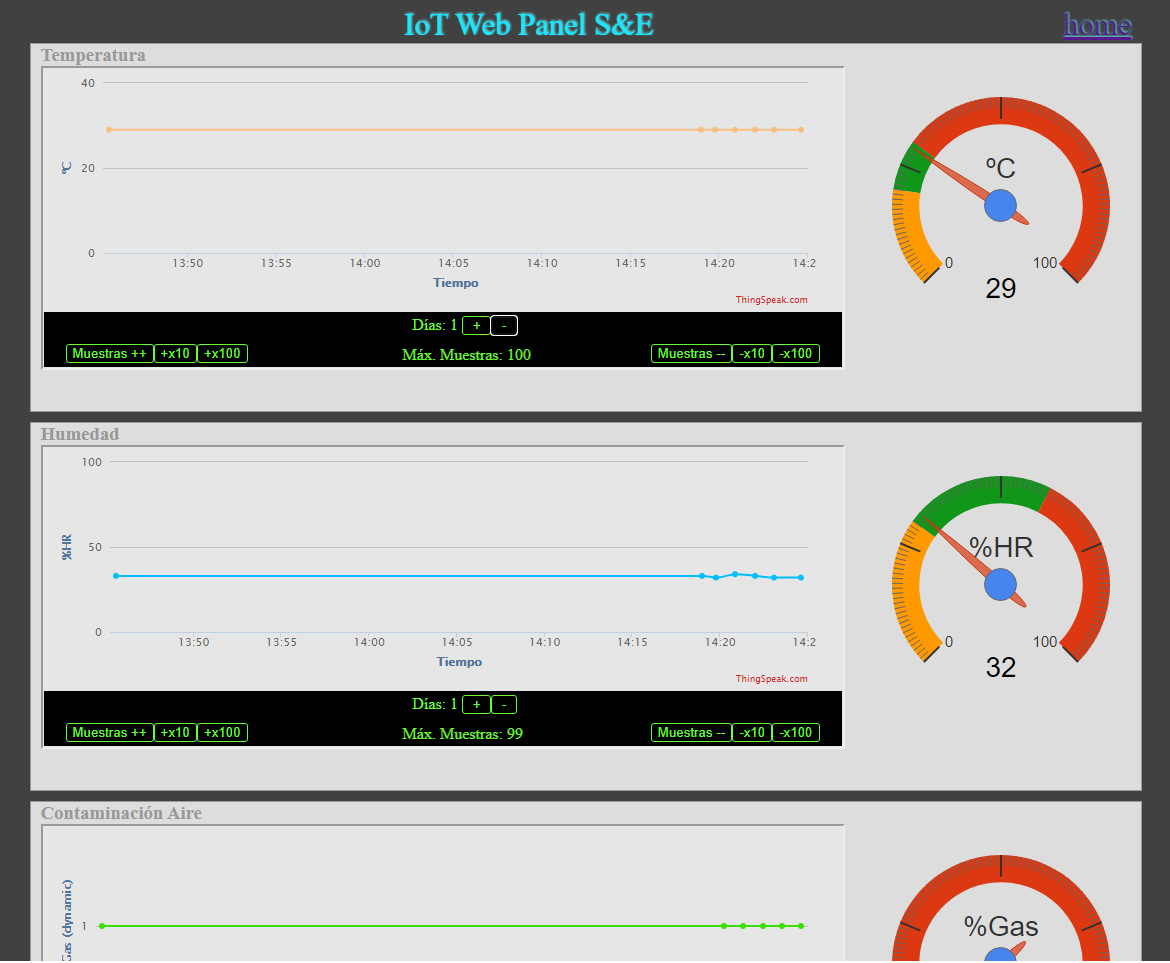 IoT Web Panel S&E
home
Temperatura
40
20
0
ºC
13:50 13:55 14:00 14:05 14:10 14:15 14:20 14:2
Tiempo
ThingSpeak.com
Días: 1 + -
Muestras ++ +x10 +x100 Máx. Muestras: 100 Muestras -- -x10 -x100
ºC
0 100
29
Humedad
100
50
0
%HR
13:50 13:55 14:00 14:05 14:10 14:15 14:20 14:2
Tiempo
ThingSpeak.com
Días: 1 + -
Muestras ++ +x10 +x100 Máx. Muestras: 99 Muestras -- -x10 -x100
%HR
0 100
32
Contaminación Aire
Gas (dynamic)
1
%Gas